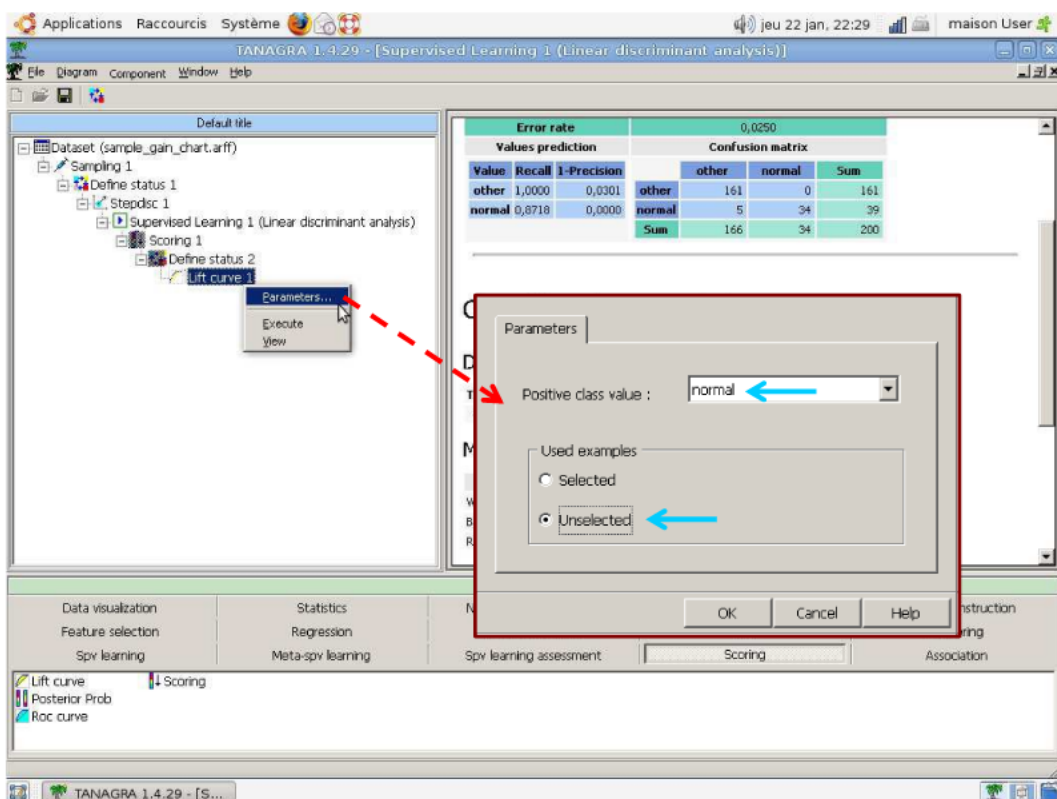 Applications Raccourcis Système jeu 22 jan, 22:29 maison User
TANAGRA 1.4.29 - [Supervised Learning 1 (Linear discriminant analysis)]
File Diagram Component Window Help
Default title
Dataset (sample_gain_chart.arff)
Sampling 1
Define status 1
Stepdisc 1
Supervised Learning 1 (Linear discriminant analysis)
Scoring 1
Define status 2
Lift curve 1
Parameters...
Execute
View
Error rate 0,0250
Values prediction Confusion matrix
Value Recall 1-Precision other normal Sum
other 1,0000 0,0301 other 161 0 161
normal 0,8718 0,0000 normal 5 34 39
Sum 166 34 200
Parameters
Positive class value : normal
Used examples
Selected
Unselected
OK Cancel Help
Data visualization Statistics
Feature selection Regression
Spv learning Meta-spv learning Spv learning assessment Scoring Association
Lift curve Scoring
Posterior Prob
Roc curve
TANAGRA 1.4.29 - [S...